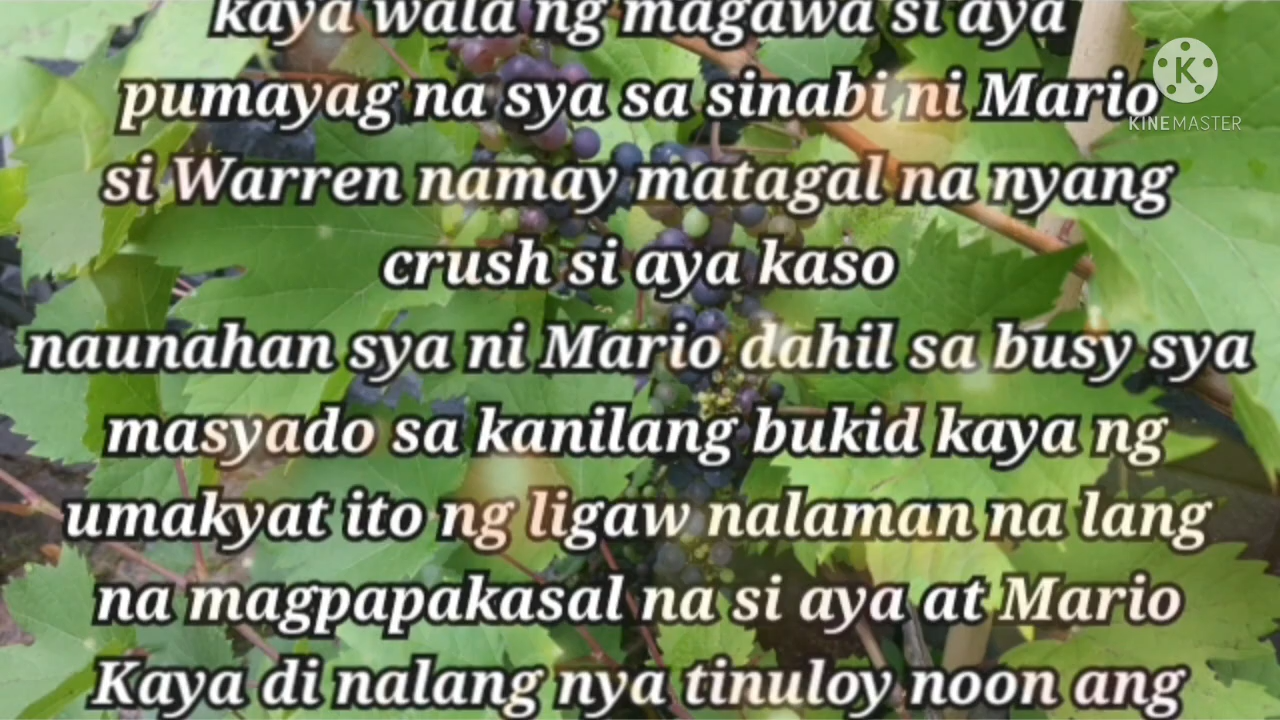 kaya wala ng magawa si aya
pumayag na sya sa sinabi ni Mario
si Warren namay matagal na nyang
crush si aya kaso
naunahan sya ni Mario dahil sa busy sya
masyado sa kanilang bukid kaya ng
umakyat ito ng ligaw nalaman na lang
na magpapakasal na si aya at Mario
Kaya di nalang nya tinuloy noon ang
K
KINEMASTER